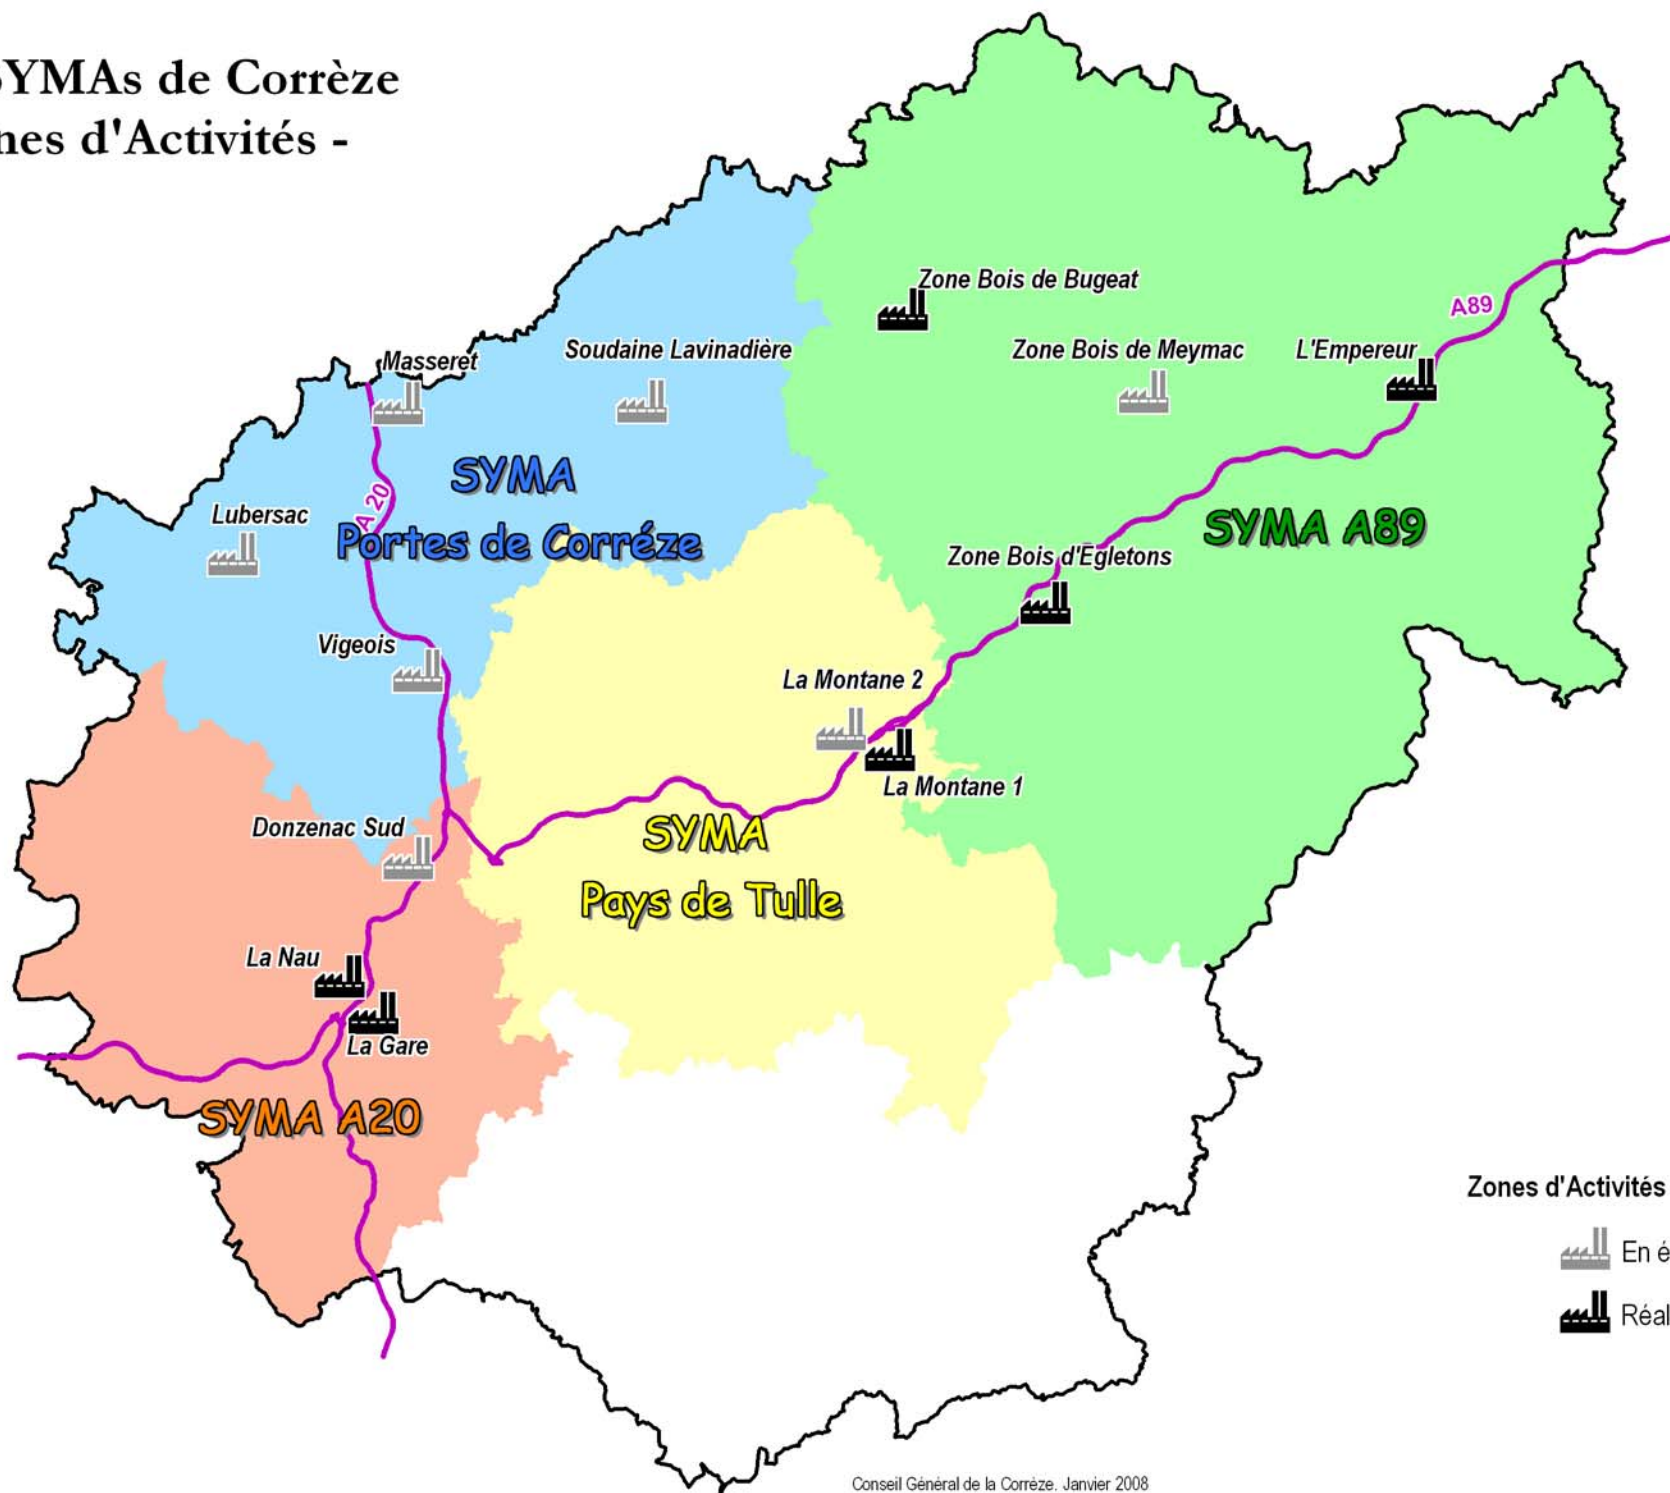 SYMAs de Corrèze
nes d'Activités -
Zone Bois de Bugeat
A89
Masseret
Soudaine Lavinadière
Zone Bois de Meymac
L'Empereur
SYMA
Portes de Corréze
A 20
Lubersac
SYMA A89
Zone Bois d'Egletons
Vigeois
La Montane 2
La Montane 1
Donzenac Sud
SYMA
Pays de Tulle
La Nau
La Gare
SYMA A20
Zones d'Activités
En é
Réal
Conseil Général de la Corrèze. Janvier 2008